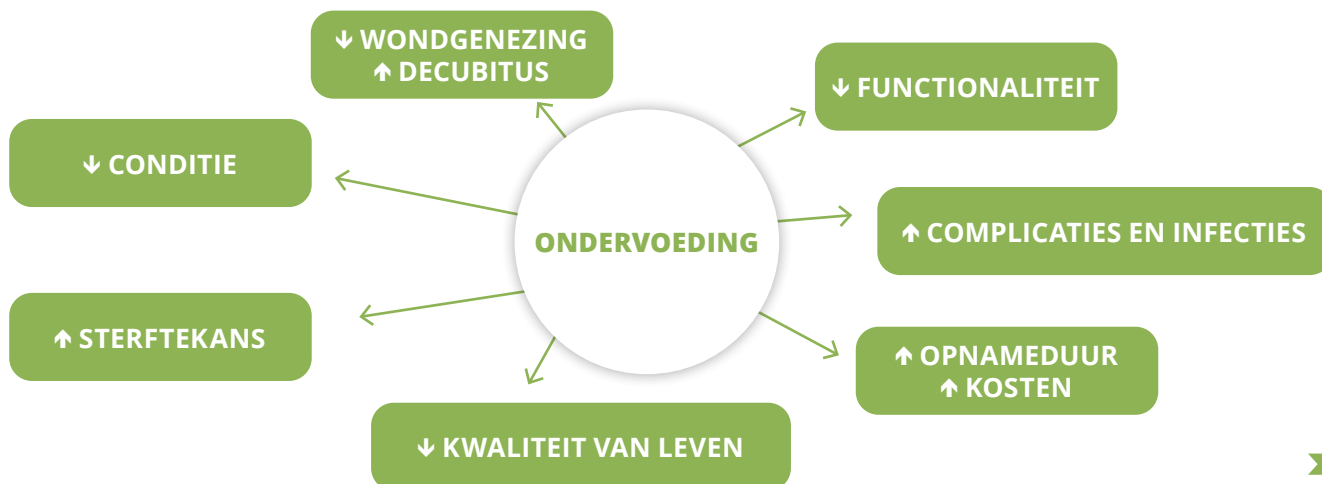 ↓ WONDGENEZING
↑ DECUBITUS
↓ FUNCTIONALITEIT
↓ CONDITIE
↑ COMPLICATIES EN INFECTIES
ONDERVOEDING
↑ STERFTEKANS
↑ OPNAMEDUUR
↑ KOSTEN
↓ KWALITEIT VAN LEVEN